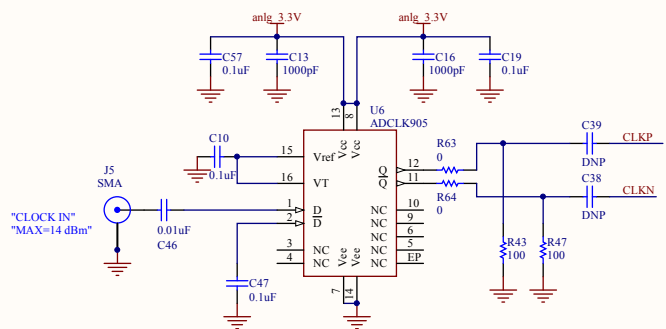 anlg_3.3V
anlg_3.3V
C57
0.1uF
C13
1000pF
C16
1000pF
C19
0.1uF
U6
ADCLK905
13
8
Vcc
Vcc
C10
0.1uF
15
Vref
16
VT
J5
SMA
"CLOCK IN"
"MAX=14 dBm"
0.01uF
C46
1
D
2
D
3
NC
4
NC
C47
0.1uF
Vee
Vee
7
14
Q
12
Q
11
NC
10
NC
9
NC
6
NC
5
EP
R63
0
R64
0
C39
DNP
CLKP
C38
DNP
CLKN
R43
100
R47
100